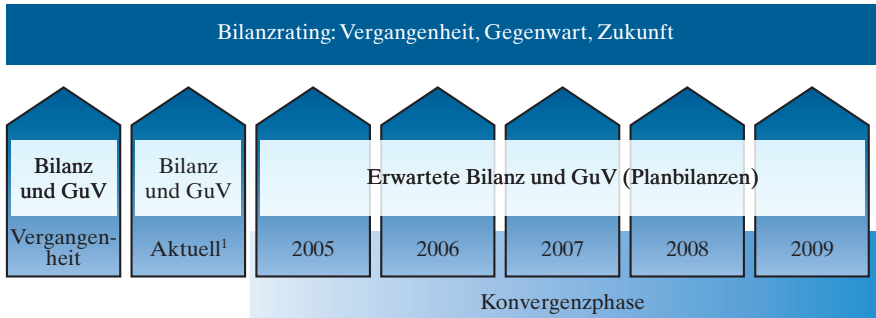 Bilanzrating: Vergangenheit, Gegenwart, Zukunft
Bilanz
und GuV
Bilanz
und GuV
Erwartete Bilanz und GuV (Planbilanzen)
Vergangen-
heit
Aktuell¹
2005
2006
2007
2008
2009
Konvergenzphase